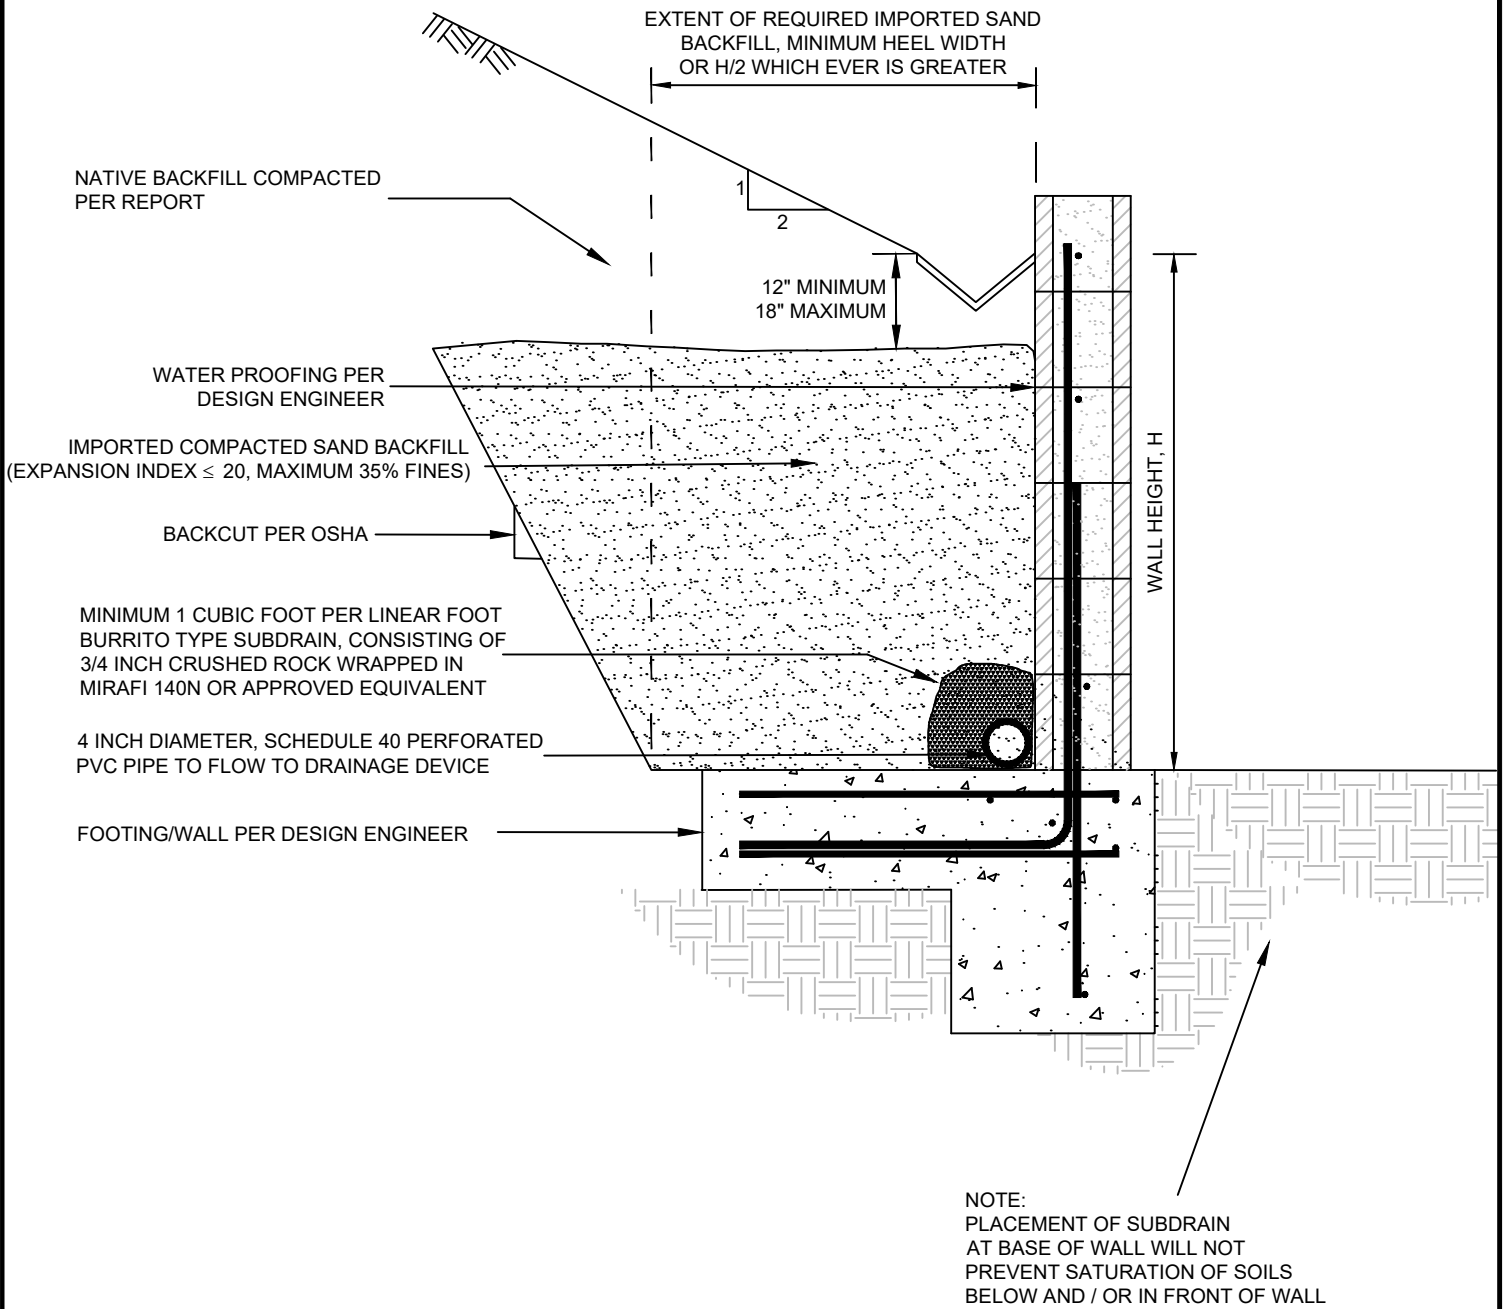 EXTENT OF REQUIRED IMPORTED SAND
BACKFILL, MINIMUM HEEL WIDTH
OR H/2 WHICH EVER IS GREATER
NATIVE BACKFILL COMPACTED
PER REPORT
1
2
12" MINIMUM
18" MAXIMUM
WATER PROOFING PER
DESIGN ENGINEER
IMPORTED COMPACTED SAND BACKFILL
(EXPANSION INDEX ≤ 20, MAXIMUM 35% FINES)
WALL HEIGHT, H
BACKCUT PER OSHA
MINIMUM 1 CUBIC FOOT PER LINEAR FOOT
BURRITO TYPE SUBDRAIN, CONSISTING OF
3/4 INCH CRUSHED ROCK WRAPPED IN
MIRAFI 140N OR APPROVED EQUIVALENT
4 INCH DIAMETER, SCHEDULE 40 PERFORATED
PVC PIPE TO FLOW TO DRAINAGE DEVICE
FOOTING/WALL PER DESIGN ENGINEER
NOTE:
PLACEMENT OF SUBDRAIN
AT BASE OF WALL WILL NOT
PREVENT SATURATION OF SOILS
BELOW AND / OR IN FRONT OF WALL